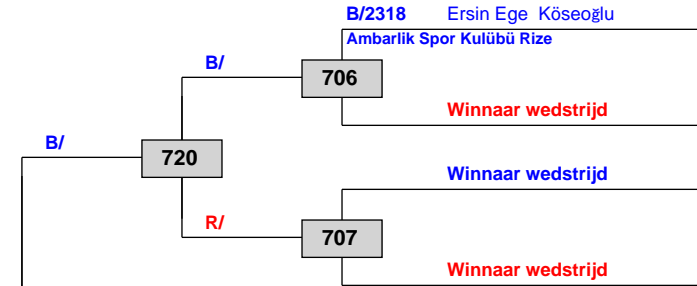 B/2318 Ersin Ege Köseoğlu
Ambarlik Spor Kulübü Rize
B/
706
Winnaar wedstrijd
B/
720
Winnaar wedstrijd
R/
707
Winnaar wedstrijd